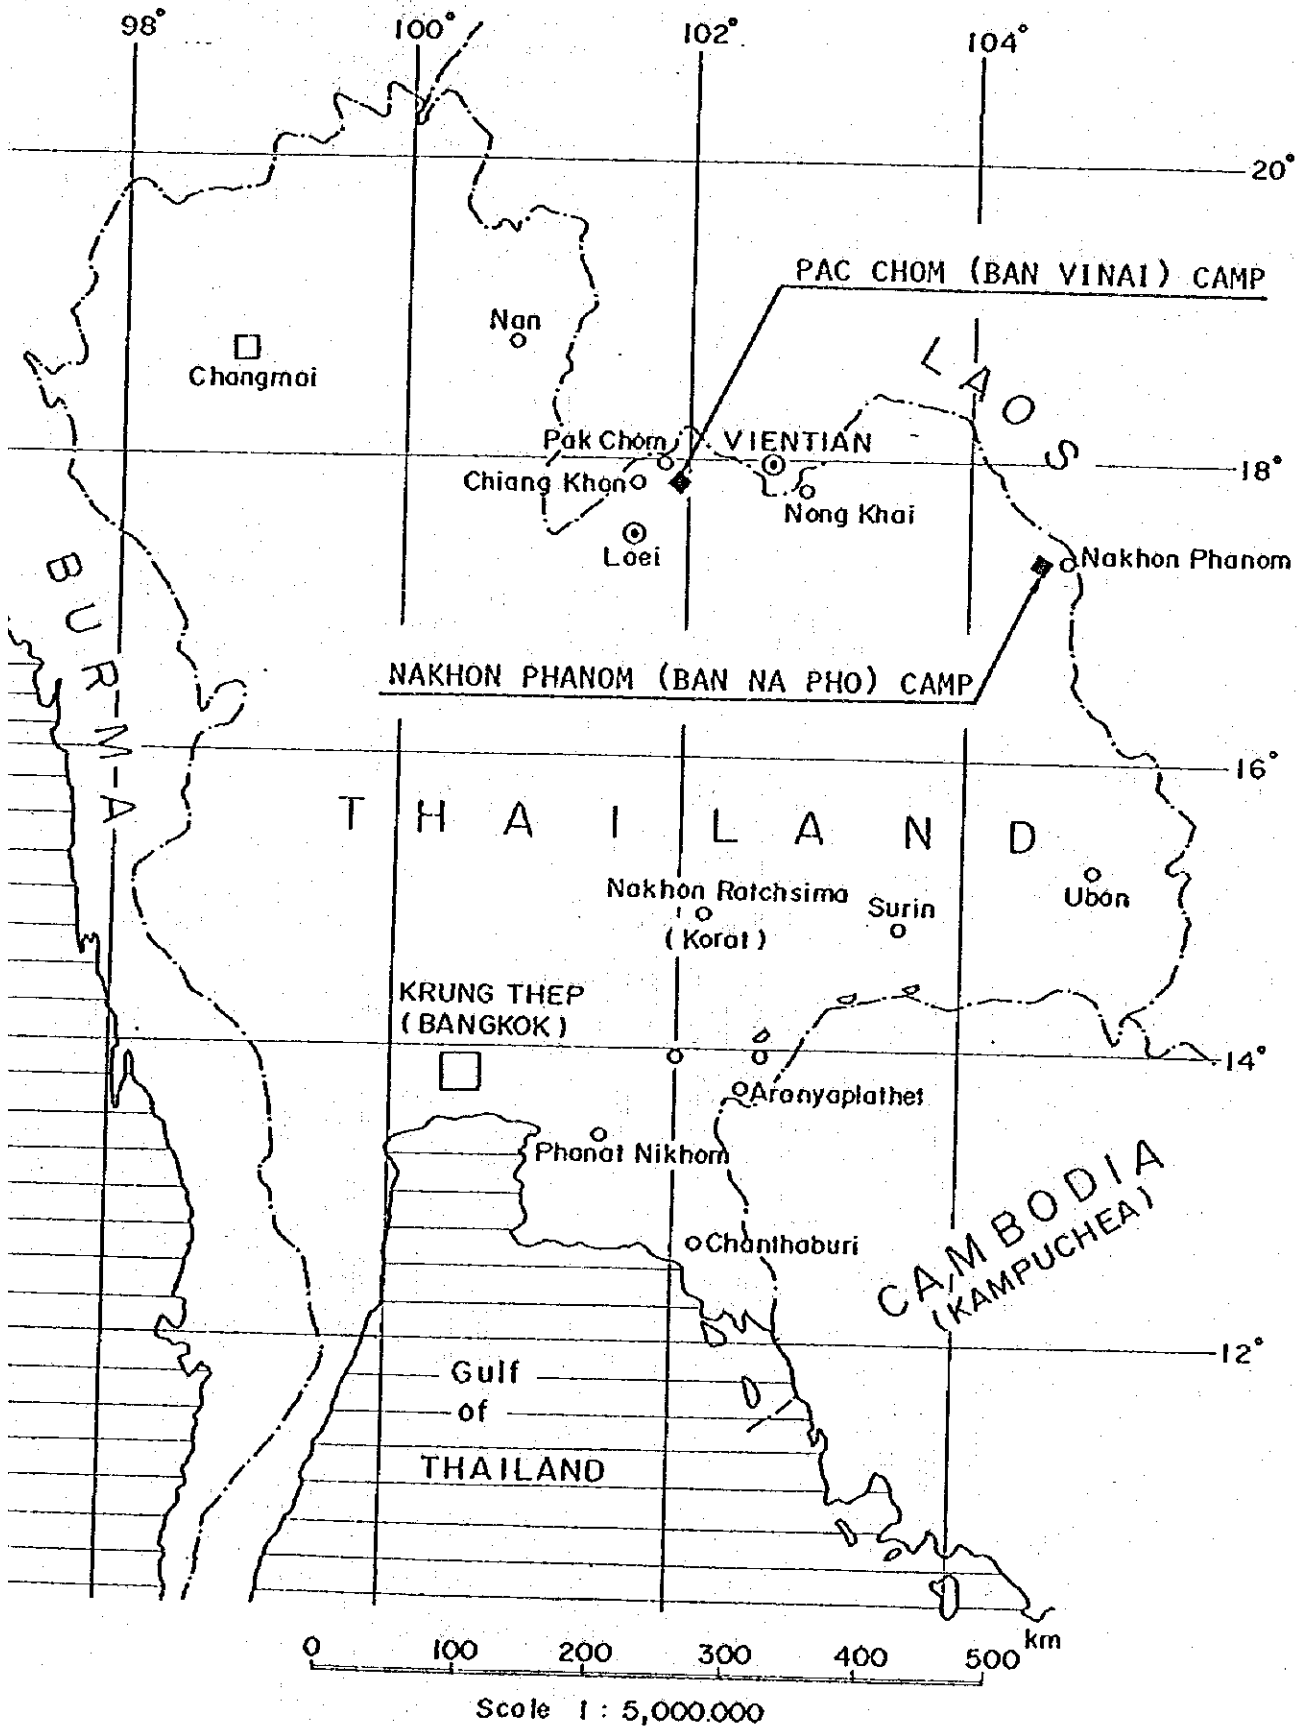 98°
100°
102°
104°
20°
PAC CHOM (BAN VINAI) CAMP
LAOS
Nan
Changmai
Pak Chom
VIENTIAN
18°
Chiang Khon
Nong Khai
Loei
Nakhon Phanom
BURMA
NAKHON PHANOM (BAN NA PHO) CAMP
16°
THAILAND
Nakhon Ratchsima
(Korat)
Surin
Ubon
KRUNG THEP
(BANGKOK)
14°
Aranyaplathet
Phanat Nikhom
Chanthaburi
CAMBODIA
(KAMPUCHEA)
12°
Gulf
of
THAILAND
0 100 200 300 400 500 km
Scale 1 : 5,000.000